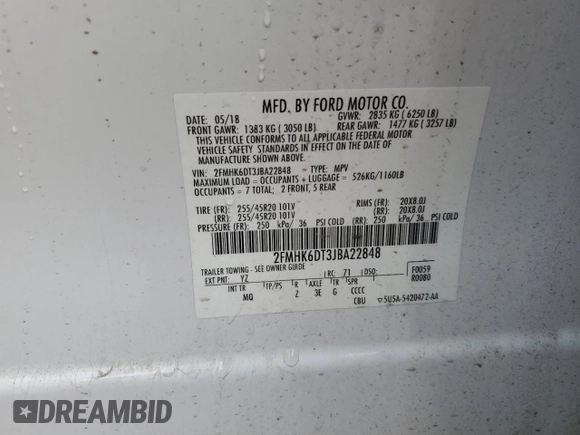 MFD. BY FORD MOTOR CO.
DATE: 05/18 GVWR: 2835 KG ( 6250 LB)
FRONT GAWR: 1383 KG ( 3050 LB) REAR GAWR: 1477 KG ( 3257 LB)
THIS VEHICLE CONFORMS TO ALL APPLICABLE FEDERAL MOTOR
VEHICLE SAFETY STANDARDS IN EFFECT ON THE DATE OF MANUFACTURE
SHOWN ABOVE.
VIN: 2FMHK6DT3JBA22848 TYPE: MPV
MAXIMUM LOAD = OCCUPANTS + LUGGAGE = 526KG/1160LB
OCCUPANTS = 7 TOTAL; 2 FRONT, 5 REAR
TIRE (FR): 255/45R20 101V RIMS (FR): 20X8.0J
(RR): 255/45R20 101V (RR): 20X8.0J
PRESSURE (FR): 250 kPa/ 36 PSI COLD (RR): 250 kPa/ 36 PSI COLD
2FMHK6DT3JBA22848
TRAILER TOWING - SEE OWNER GUIDE
EXT PNT: YZ RC: 71 DSO: F0059
INT TR TP/PS R AXLE TR SPR R0080
MQ 2 3E G CCCC
CBU 5U5A-5420472-AA
DREAMBID